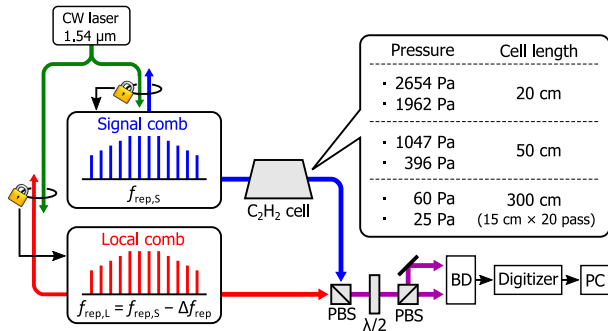 CW laser
1.54 μm
Signal comb
f_rep,S
C₂H₂ cell
Pressure Cell length
・ 2654 Pa
・ 1962 Pa
20 cm
・ 1047 Pa
・ 396 Pa
50 cm
・ 60 Pa
・ 25 Pa
300 cm
(15 cm × 20 pass)
Local comb
f_rep,L = f_rep,S − Δf_rep
PBS
λ/2
PBS
BD
Digitizer
PC